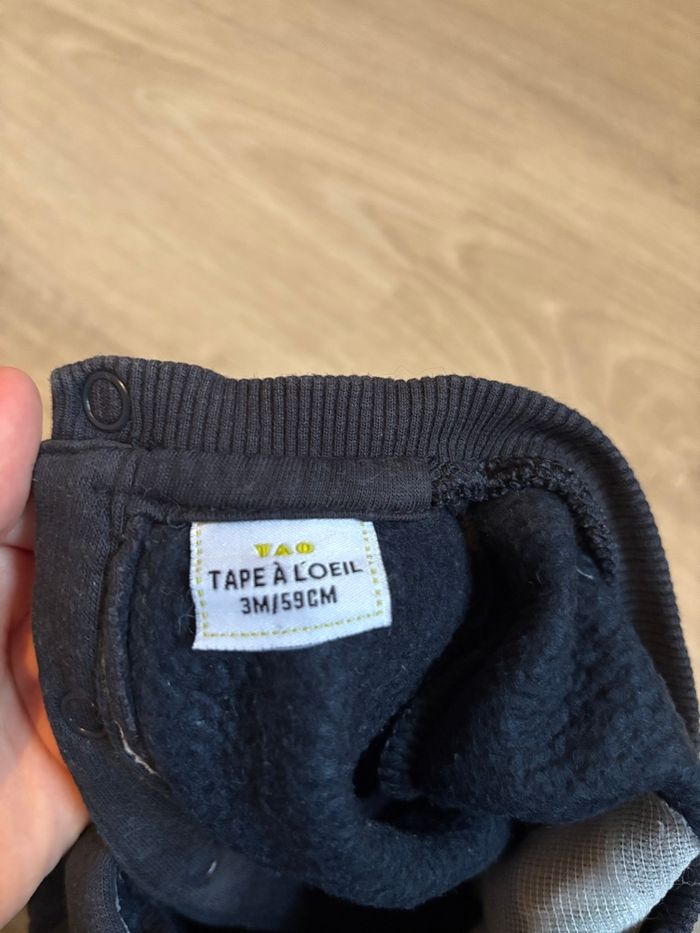 TAO
TAPE À L'OEIL
3M/59CM